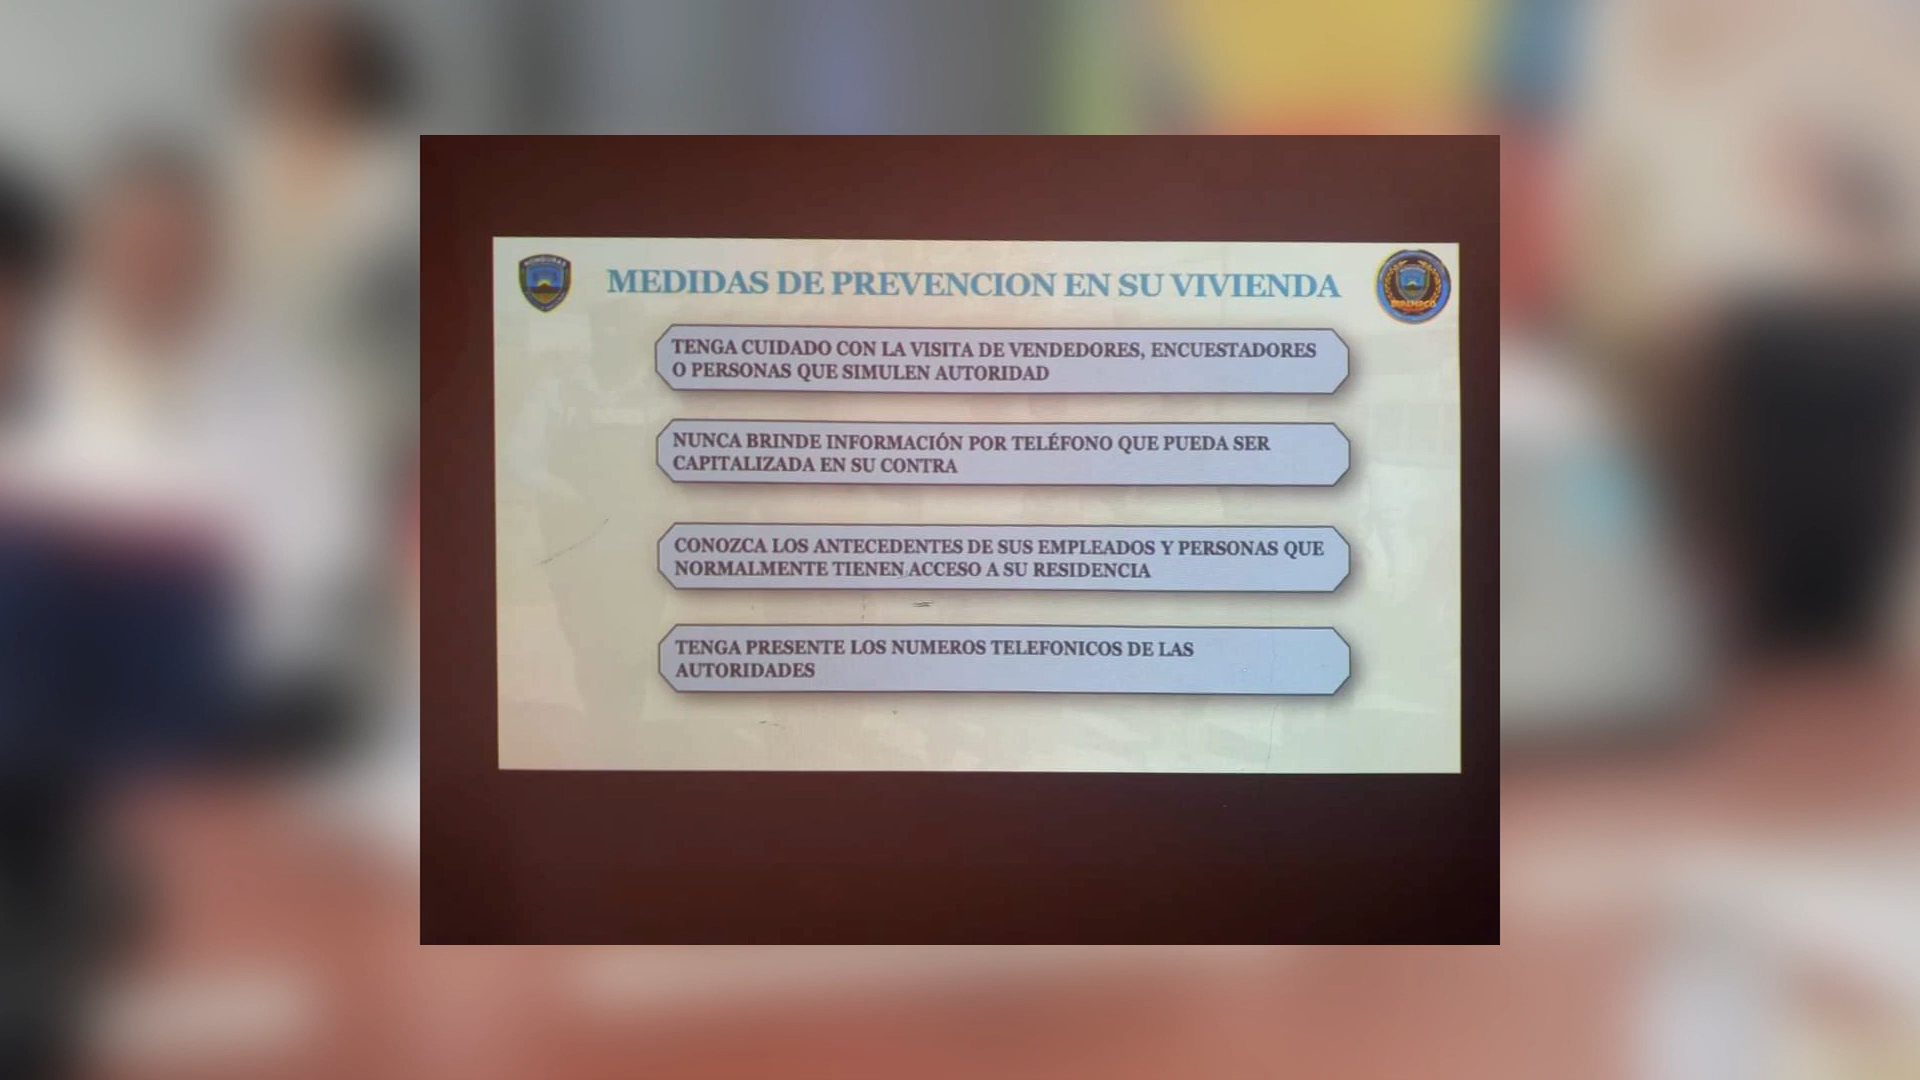 HONDURAS
MEDIDAS DE PREVENCION EN SU VIVIENDA
TENGA CUIDADO CON LA VISITA DE VENDEDORES, ENCUESTADORES
O PERSONAS QUE SIMULEN AUTORIDAD
NUNCA BRINDE INFORMACIÓN POR TELÉFONO QUE PUEDA SER
CAPITALIZADA EN SU CONTRA
CONOZCA LOS ANTECEDENTES DE SUS EMPLEADOS Y PERSONAS QUE
NORMALMENTE TIENEN ACCESO A SU RESIDENCIA
TENGA PRESENTE LOS NUMEROS TELEFONICOS DE LAS
AUTORIDADES